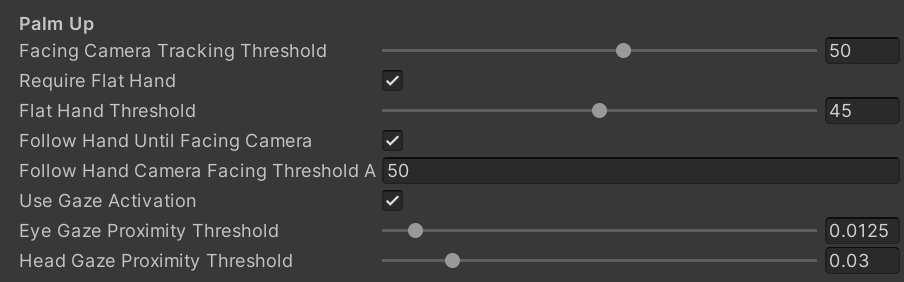 Palm Up
Facing Camera Tracking Threshold 50
Require Flat Hand
Flat Hand Threshold 45
Follow Hand Until Facing Camera
Follow Hand Camera Facing Threshold A 50
Use Gaze Activation
Eye Gaze Proximity Threshold 0.0125
Head Gaze Proximity Threshold 0.03